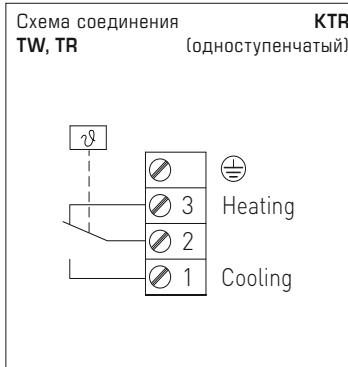 Схема соединения KTR
TW, TR (одноступенчатый)
ϑ
3 Heating
2
1 Cooling